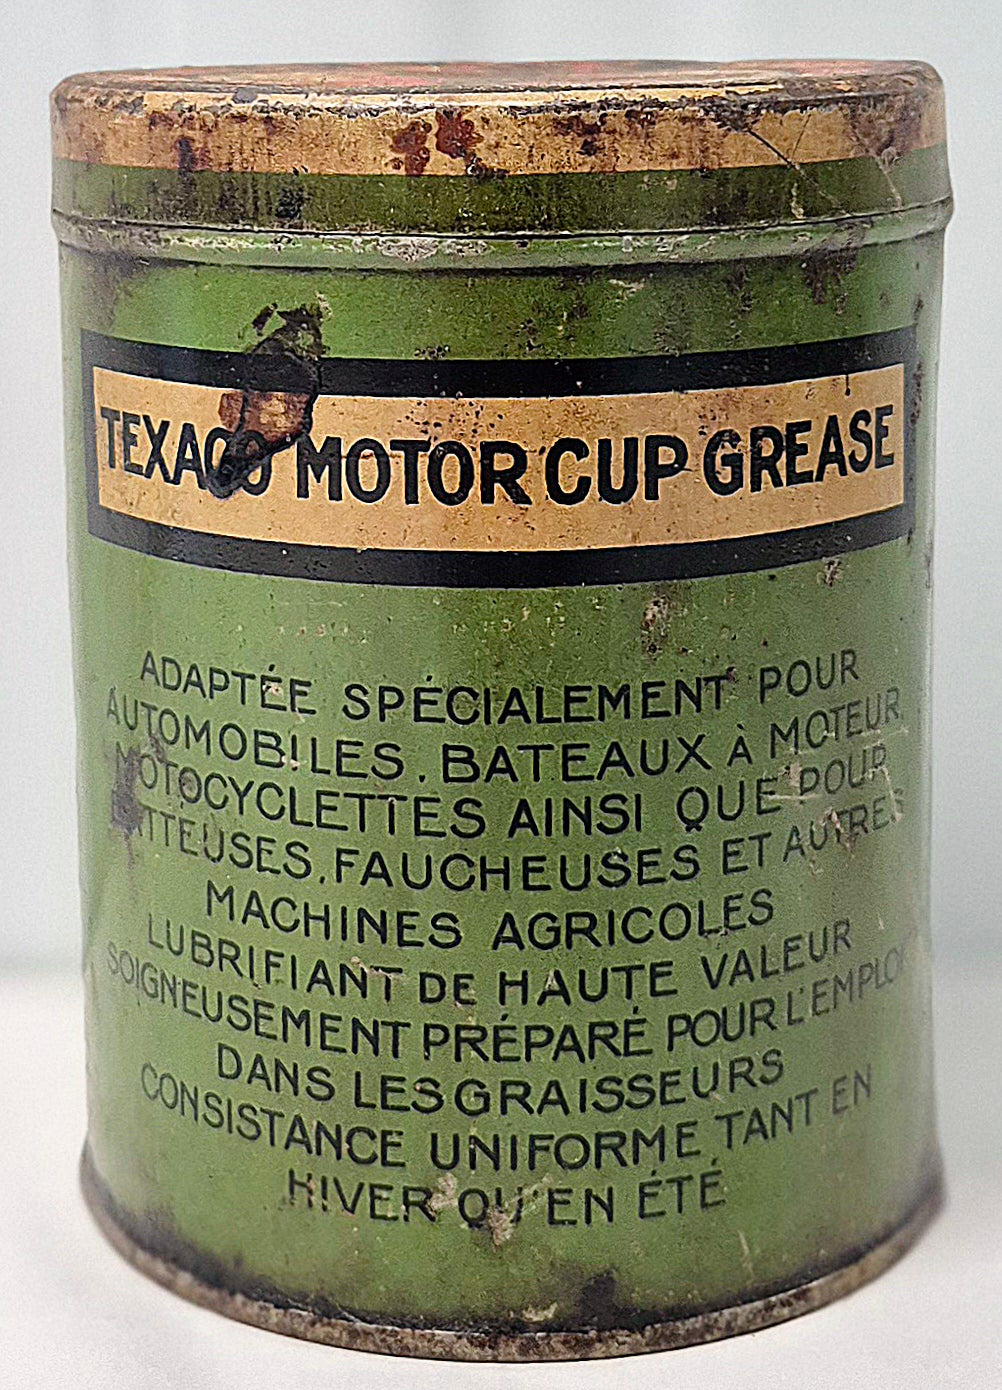 TEXACO MOTOR CUP GREASE
ADAPTÉE SPÉCIALEMENT POUR
AUTOMOBILES, BATEAUX À MOTEUR
MOTOCYCLETTES AINSI QUE POUR
BATTEUSES, FAUCHEUSES ET AUTRES
MACHINES AGRICOLES
LUBRIFIANT DE HAUTE VALEUR
SOIGNEUSEMENT PRÉPARÉ POUR L'EMPLOI
DANS LES GRAISSEURS
CONSISTANCE UNIFORME TANT EN
HIVER QU'EN ÉTÉ